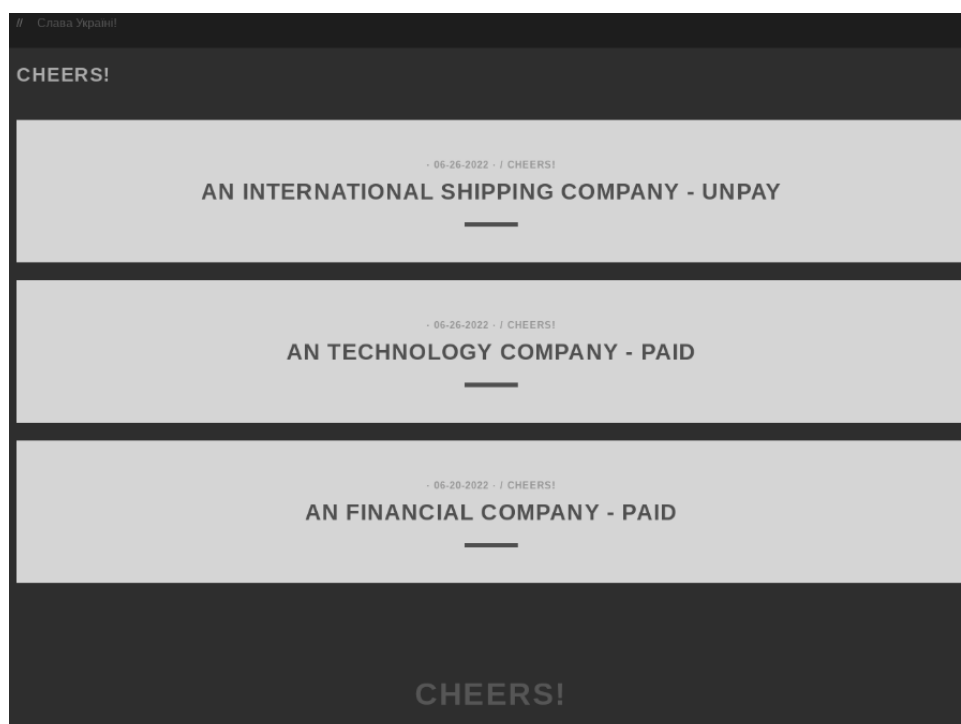 // Слава Україні!
CHEERS!
· 06-26-2022 · / CHEERS!
AN INTERNATIONAL SHIPPING COMPANY - UNPAY
· 06-26-2022 · / CHEERS!
AN TECHNOLOGY COMPANY - PAID
· 06-20-2022 · / CHEERS!
AN FINANCIAL COMPANY - PAID
CHEERS!